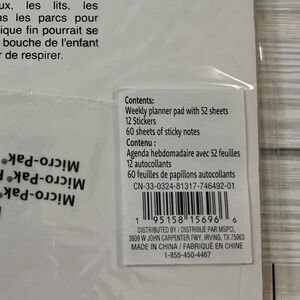 ux, les lits, les
les parcs pour
ique fin pourrait se
bouche de l'enfant
r de respirer.
Contents:
Weekly planner pad with 52 sheets
12 Stickers
60 sheets of sticky notes
Contenu :
Agenda hebdomadaire avec 52 feuilles
12 autocollants
60 feuilles de papillons autocollants
CN-33-0324-81317-746492-01
1 95158 15696 6
DISTRIBUTED BY / DISTRIBUÉ PAR MSPCI,
3939 W JOHN CARPENTER FWY, IRVING, TX 75063
MADE IN CHINA / FABRIQUÉ EN CHINE
1-855-450-4467
Micro-Pak
Micro-Pak
Micro-Pak